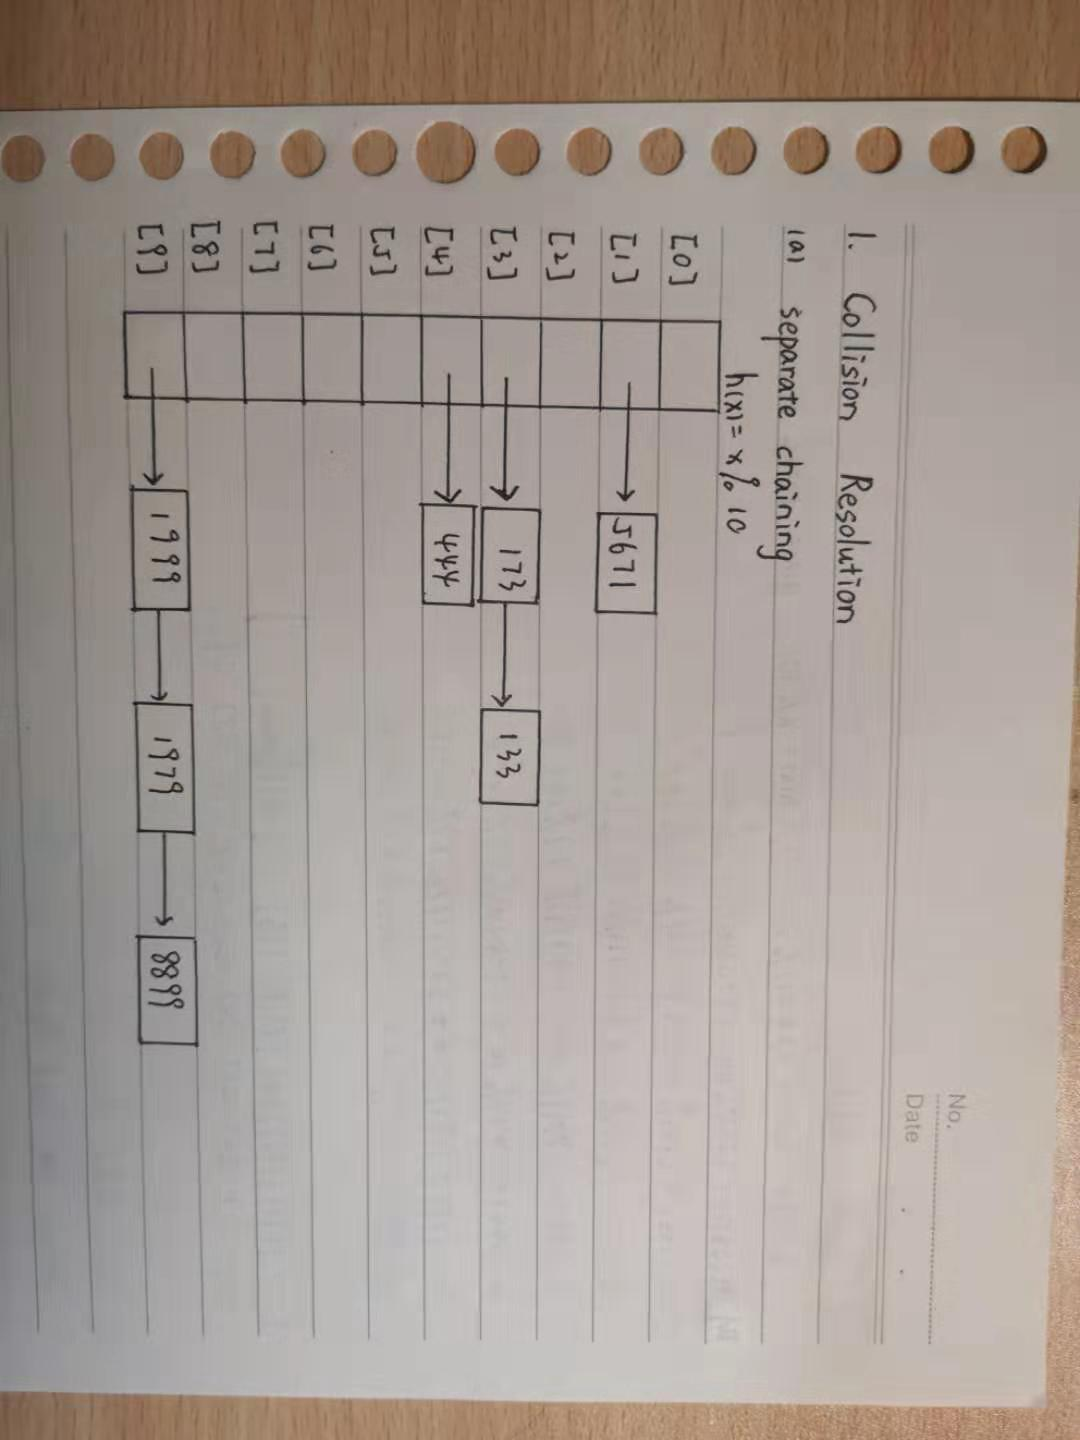 No.
Date
1. Collision Resolution
(a) separate chaining
h(x) = x % 10
[0]
[1] 5671
[2]
[3] 173 133
[4] 444
[5]
[6]
[7]
[8]
[9] 1999 1979 8899